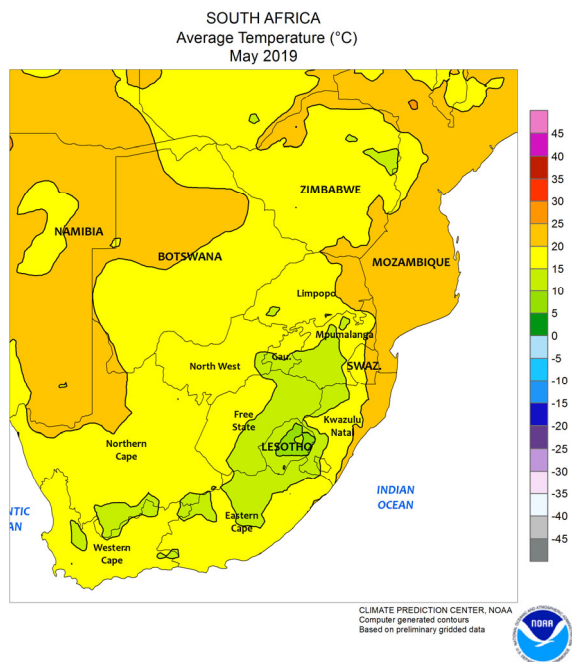 SOUTH AFRICA
Average Temperature (°C)
May 2019
ZIMBABWE
NAMIBIA
BOTSWANA
MOZAMBIQUE
Limpopo
Mpumalanga
Gau.
North West
SWAZ.
Free
State
Kwazulu
Natal
LESOTHO
Northern
Cape
Eastern
Cape
Western
Cape
NTIC
AN
INDIAN
OCEAN
45
40
35
30
25
20
15
10
5
0
-5
-10
-15
-20
-25
-30
-35
-40
-45
CLIMATE PREDICTION CENTER, NOAA
Computer generated contours
Based on preliminary gridded data
noaa